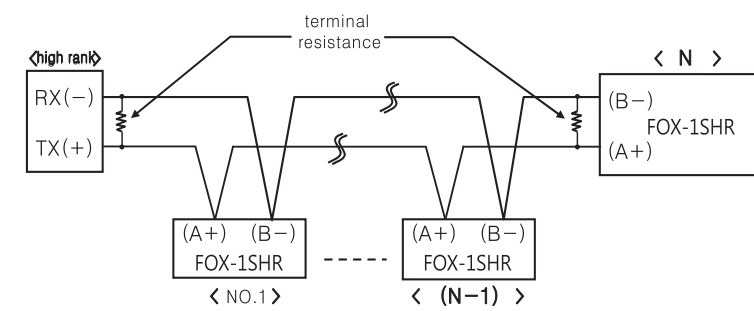 terminal
resistance
<high rank>
RX(-)
TX(+)
< N >
(B-)
FOX-1SHR
(A+)
(A+) (B-)
FOX-1SHR
< NO.1 >
(A+) (B-)
FOX-1SHR
< (N-1) >